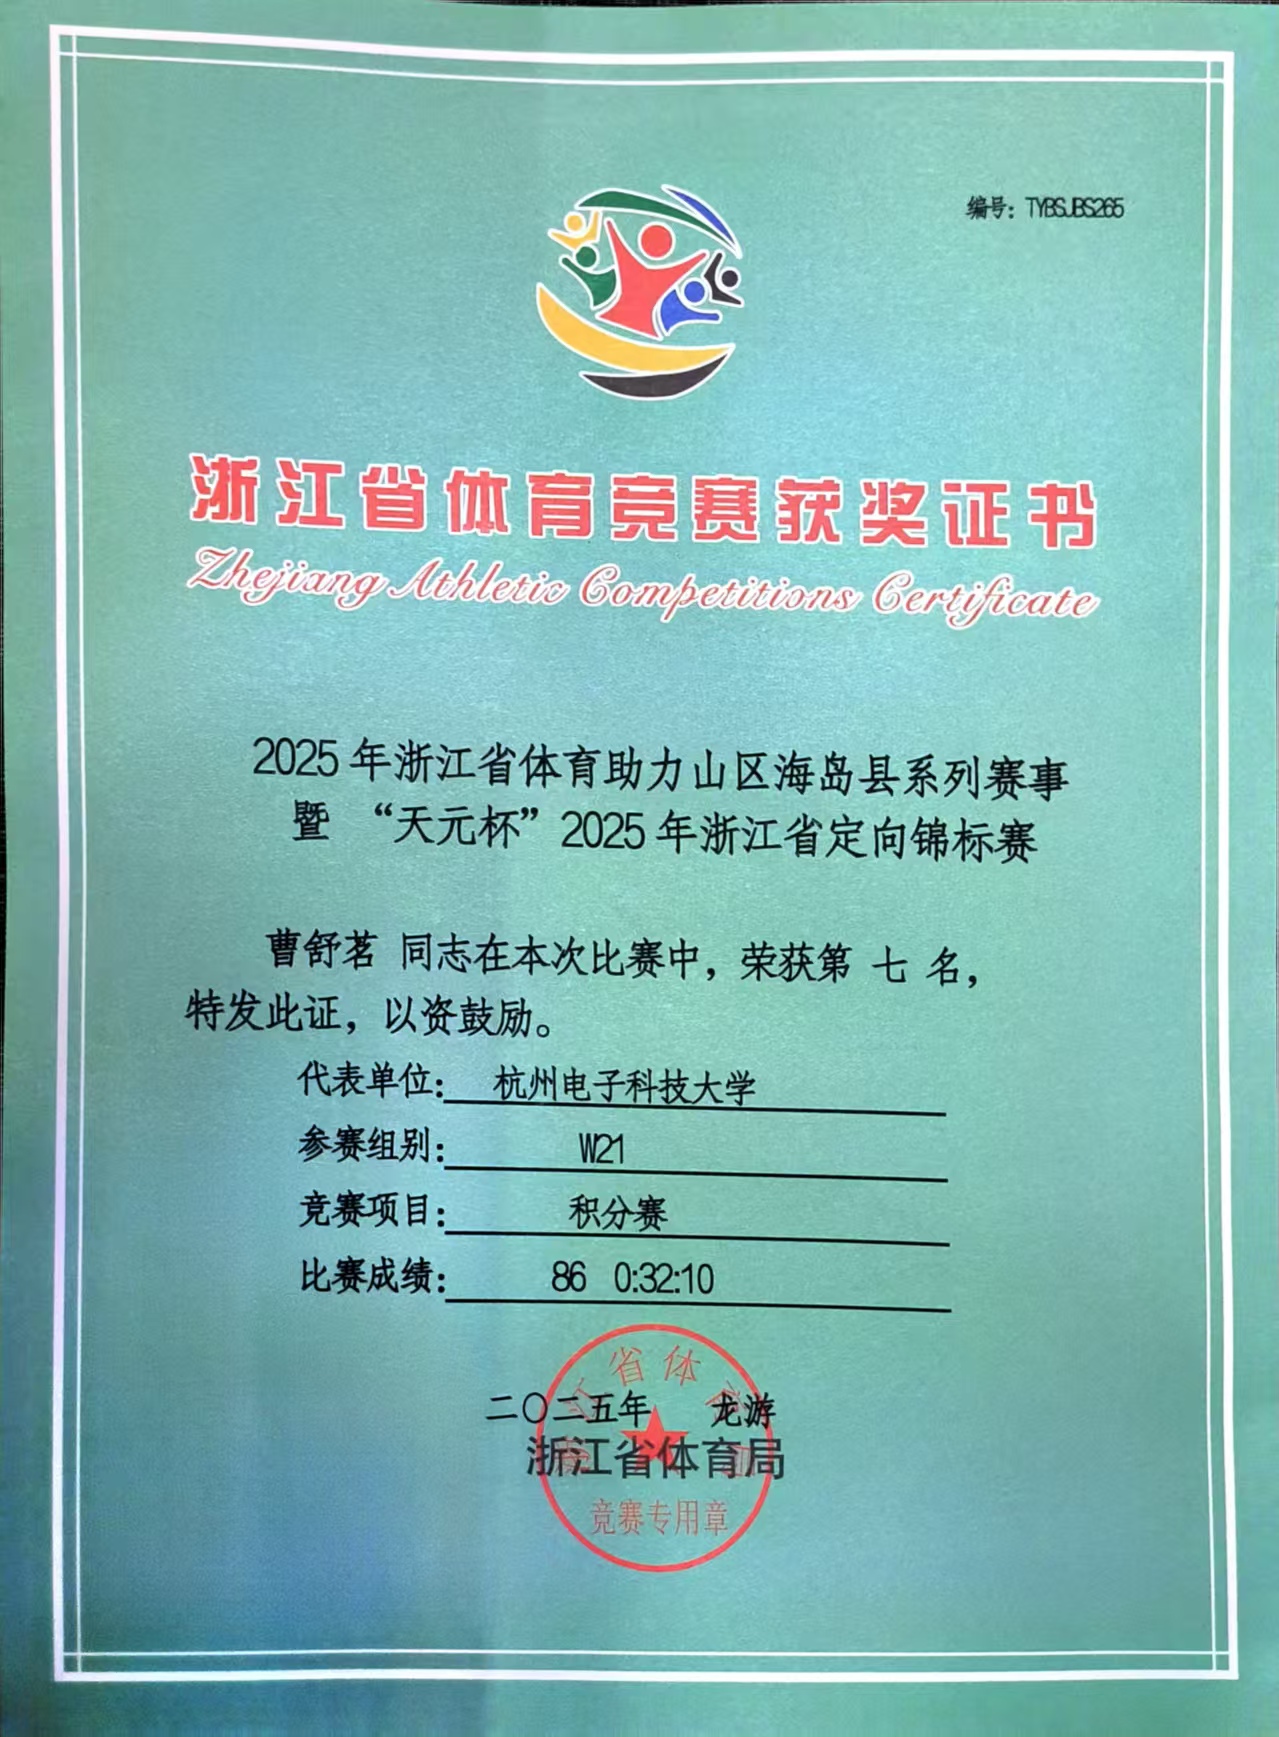 编号：TYBSJBS265
浙江省体育竞赛获奖证书
Zhejiang Athletic Competitions Certificate
2025年浙江省体育助力山区海岛县系列赛事
暨 “天元杯”2025年浙江省定向锦标赛
曹舒茗 同志在本次比赛中，荣获第 七 名，
特发此证，以资鼓励。
代表单位：杭州电子科技大学
参赛组别：W21
竞赛项目：积分赛
比赛成绩：86 0:32:10
二〇二五年 龙游
浙江省体育局
浙江省体育局
竞赛专用章